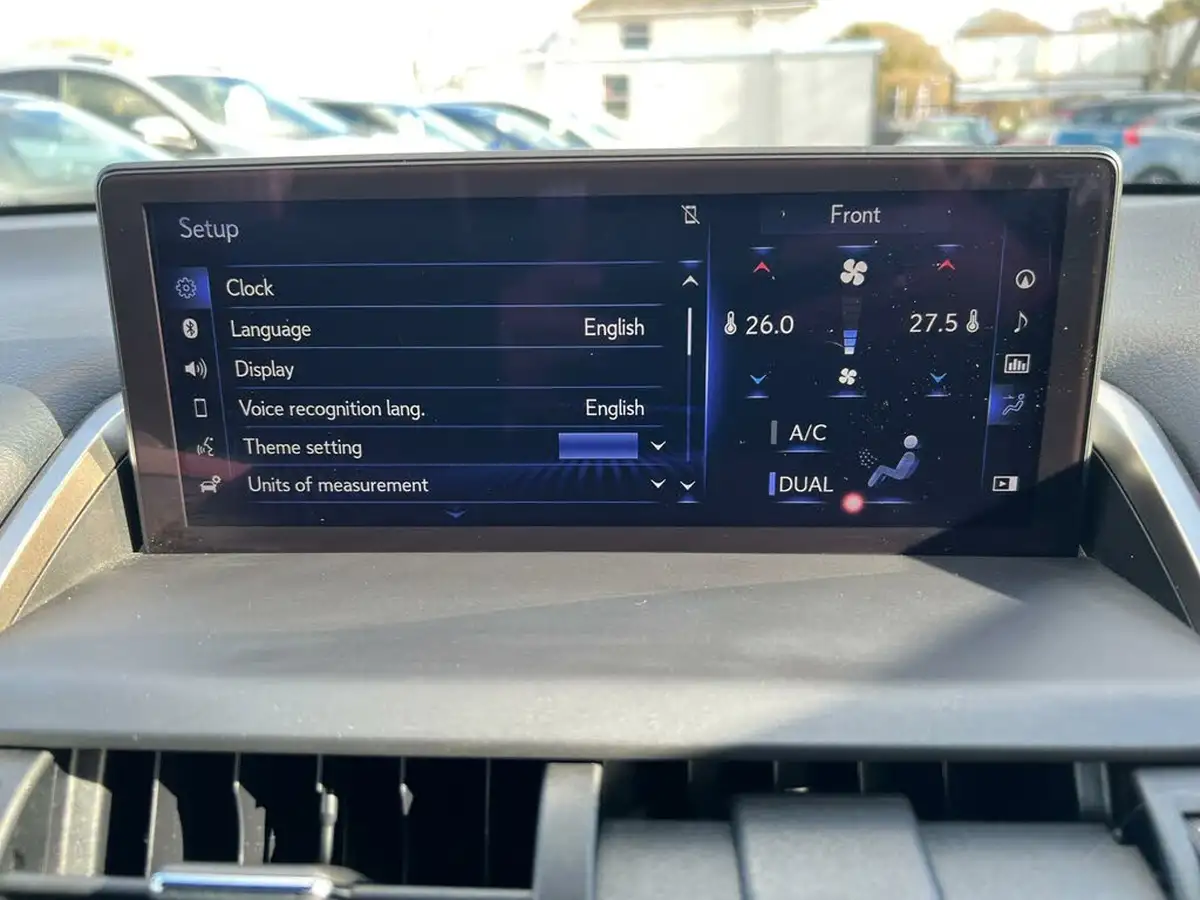 Setup
Clock
Language English
Display
Voice recognition lang. English
Theme setting
Units of measurement
Front
26.0 27.5
A/C
DUAL